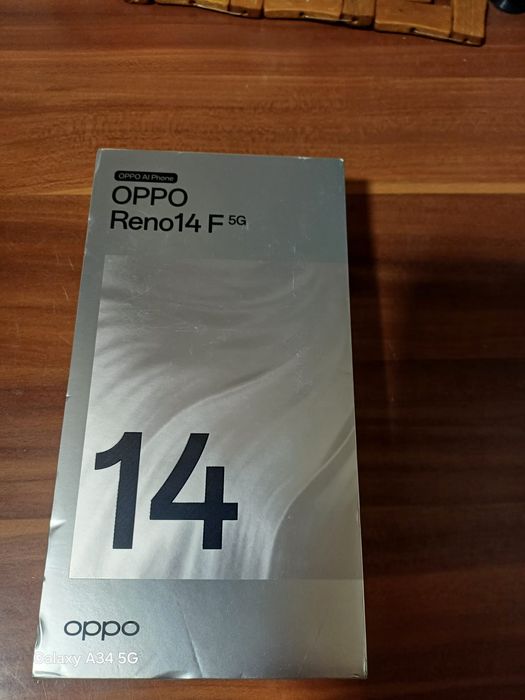 OPPO AI Phone
OPPO
Reno14 F 5G
14
oppo
Galaxy A34 5G